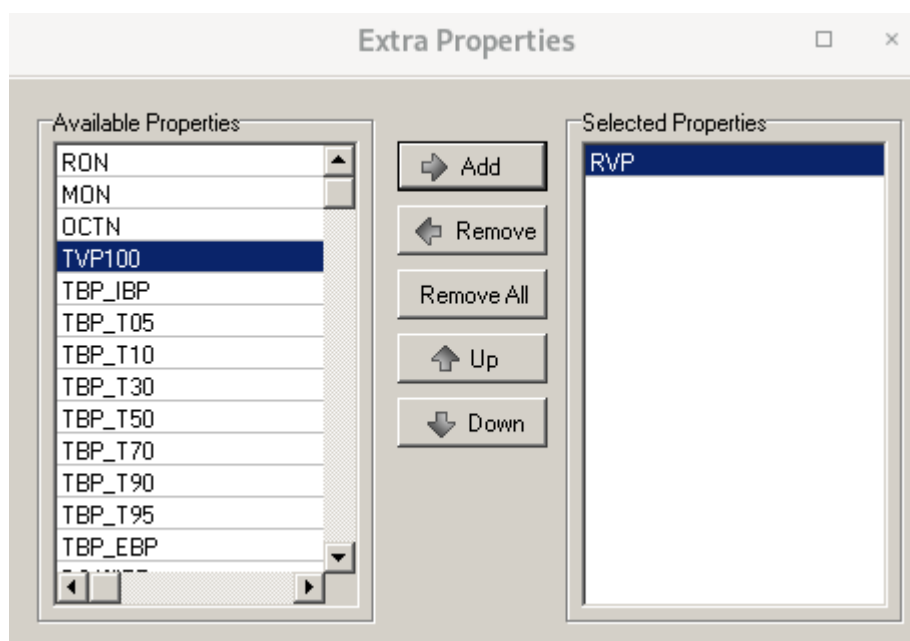 Extra Properties
Available Properties
RON
MON
OCTN
TVP100
TBP_IBP
TBP_T05
TBP_T10
TBP_T30
TBP_T50
TBP_T70
TBP_T90
TBP_T95
TBP_EBP
Add
Remove
Remove All
Up
Down
Selected Properties
RVP